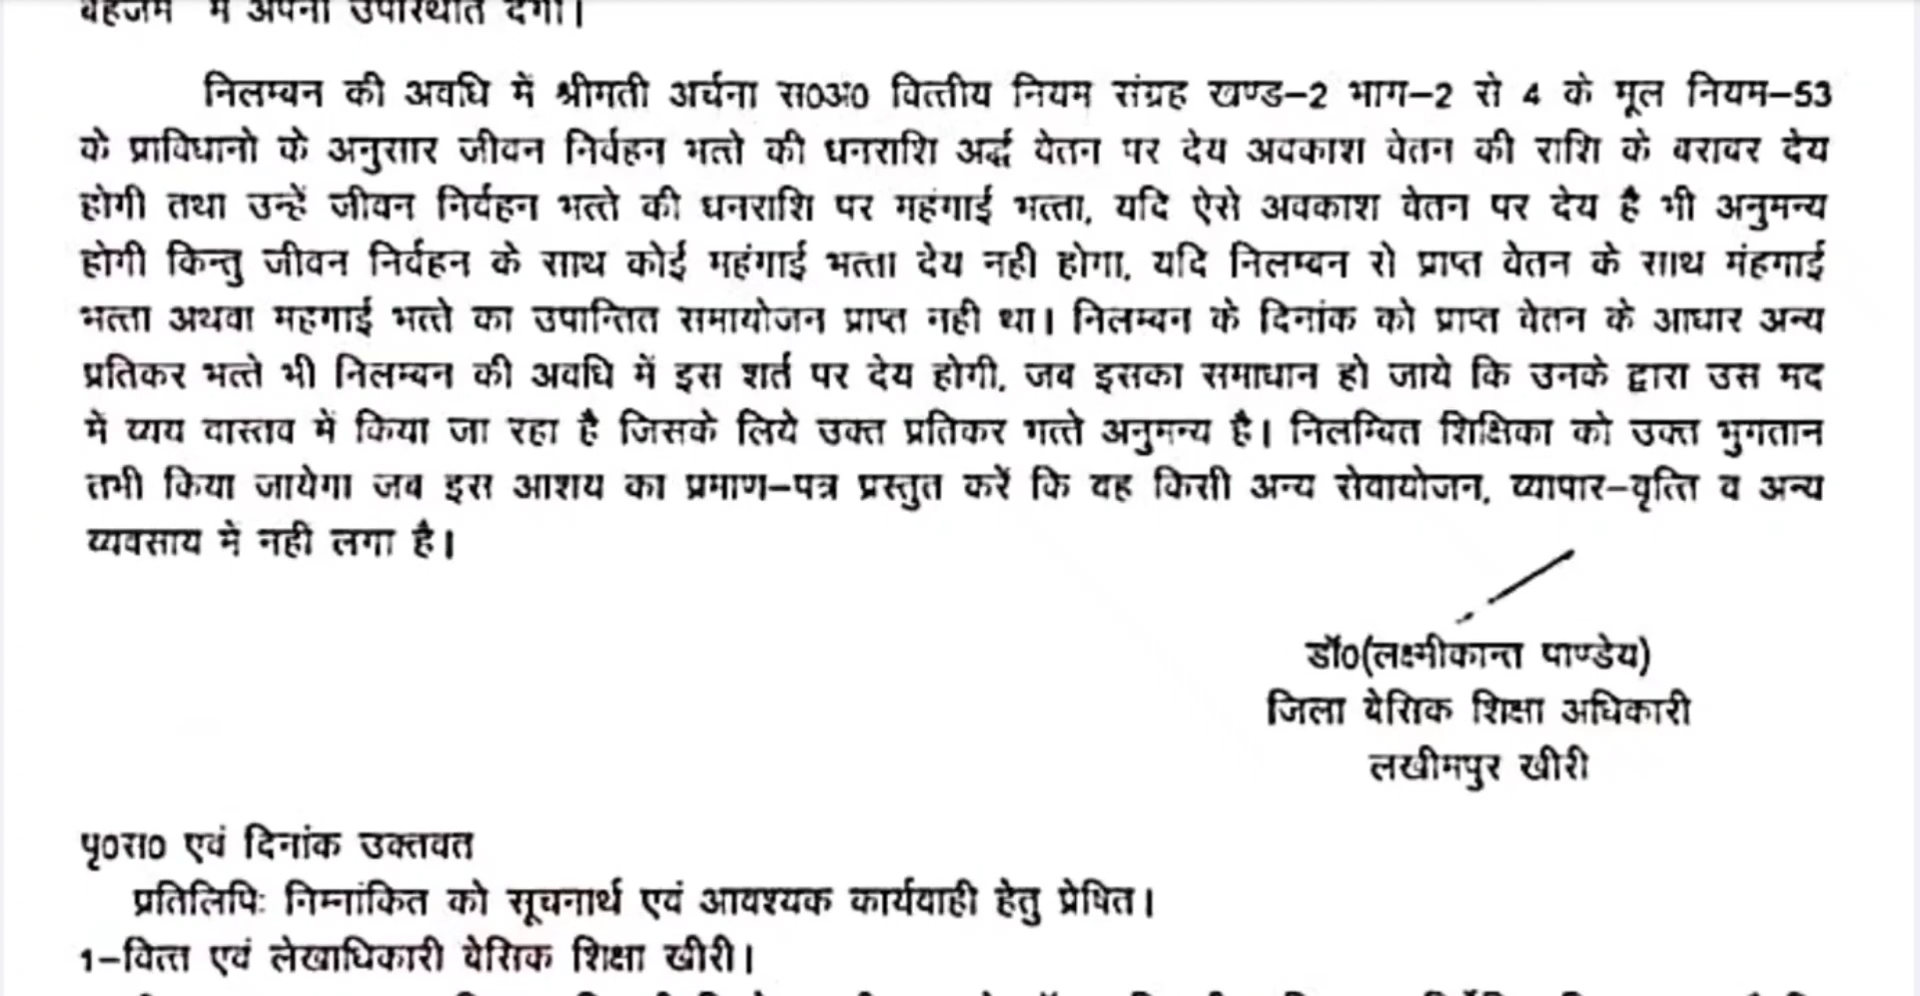 में अपनी उपस्थिति देगी।
निलम्बन की अवधि में श्रीमती अर्चना स0अ0 वित्तीय नियम संग्रह खण्ड-2 भाग-2 से 4 के मूल नियम-53
के प्राविधानो के अनुसार जीवन निर्वहन भत्ते की धनराशि अर्द्ध वेतन पर देय अवकाश वेतन की राशि के बराबर देय
होगी तथा उन्हें जीवन निर्वहन भत्ते की धनराशि पर महंगाई भत्ता, यदि ऐसे अवकाश वेतन पर देय है भी अनुमन्य
होगी किन्तु जीवन निर्वहन के साथ कोई महंगाई भत्ता देय नही होगा, यदि निलम्बन से प्राप्त वेतन के साथ मंहगाई
भत्ता अथवा महगाई भत्ते का उपान्तित समायोजन प्राप्त नही था। निलम्बन के दिनांक को प्राप्त वेतन के आधार अन्य
प्रतिकर भत्ते भी निलम्बन की अवधि में इस शर्त पर देय होगी, जब इसका समाधान हो जाये कि उनके द्वारा उस मद
में व्यय वास्तव में किया जा रहा है जिसके लिये उक्त प्रतिकर भत्ते अनुमन्य है। निलम्बित शिक्षिका को उक्त भुगतान
तभी किया जायेगा जब इस आशय का प्रमाण-पत्र प्रस्तुत करें कि वह किसी अन्य सेवायोजन, व्यापार-वृत्ति व अन्य
व्यवसाय में नही लगा है।
डॉ0(लक्ष्मीकान्त पाण्डेय)
जिला बेसिक शिक्षा अधिकारी
लखीमपुर खीरी
पृ0स0 एवं दिनांक उक्तवत
प्रतिलिपिः निम्नांकित को सूचनार्थ एवं आवश्यक कार्यवाही हेतु प्रेषित।
1-वित्त एवं लेखाधिकारी बेसिक शिक्षा खीरी।